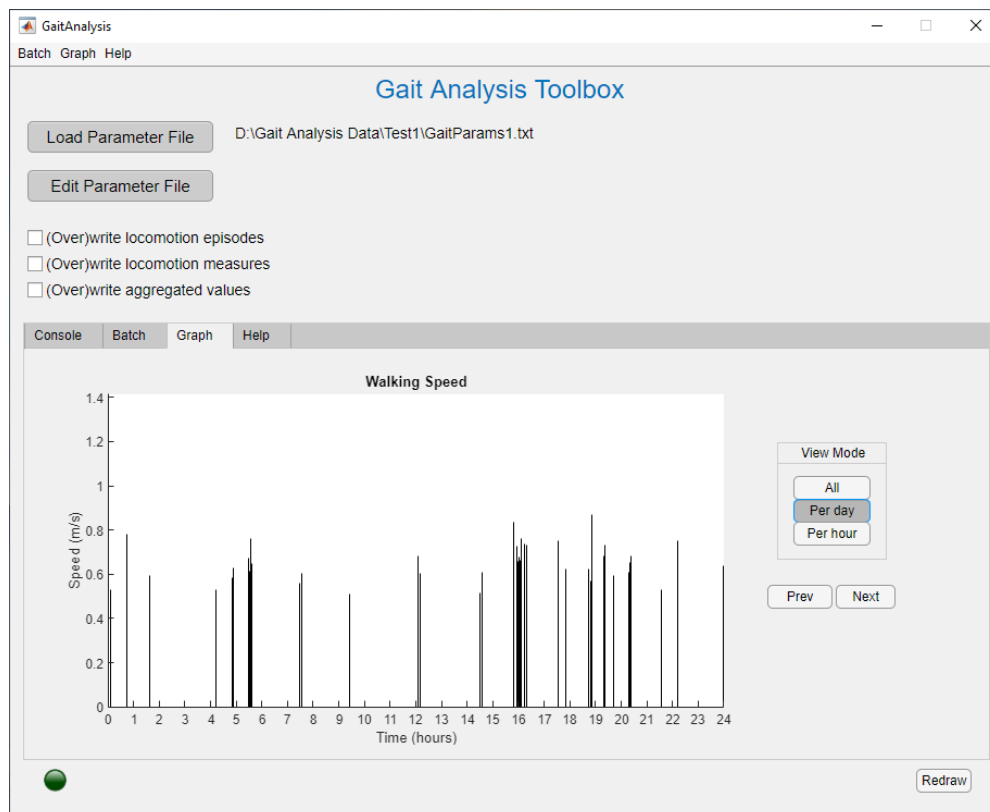 GaitAnalysis
Batch Graph Help
Gait Analysis Toolbox
Load Parameter File
D:\Gait Analysis Data\Test1\GaitParams1.txt
Edit Parameter File
(Over)write locomotion episodes
(Over)write locomotion measures
(Over)write aggregated values
Console Batch Graph Help
Walking Speed
1.4
1.2
1
0.8
0.6
0.4
0.2
0
Speed (m/s)
0 1 2 3 4 5 6 7 8 9 10 11 12 13 14 15 16 17 18 19 20 21 22 23 24
Time (hours)
View Mode
All
Per day
Per hour
Prev Next
Redraw